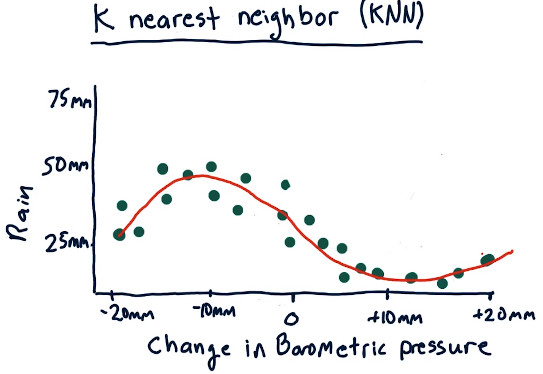 K nearest neighbor (KNN)
75mm
50mm
25mm
Rain
-20mm
-10mm
0
+10mm
+20mm
Change in Barometric pressure